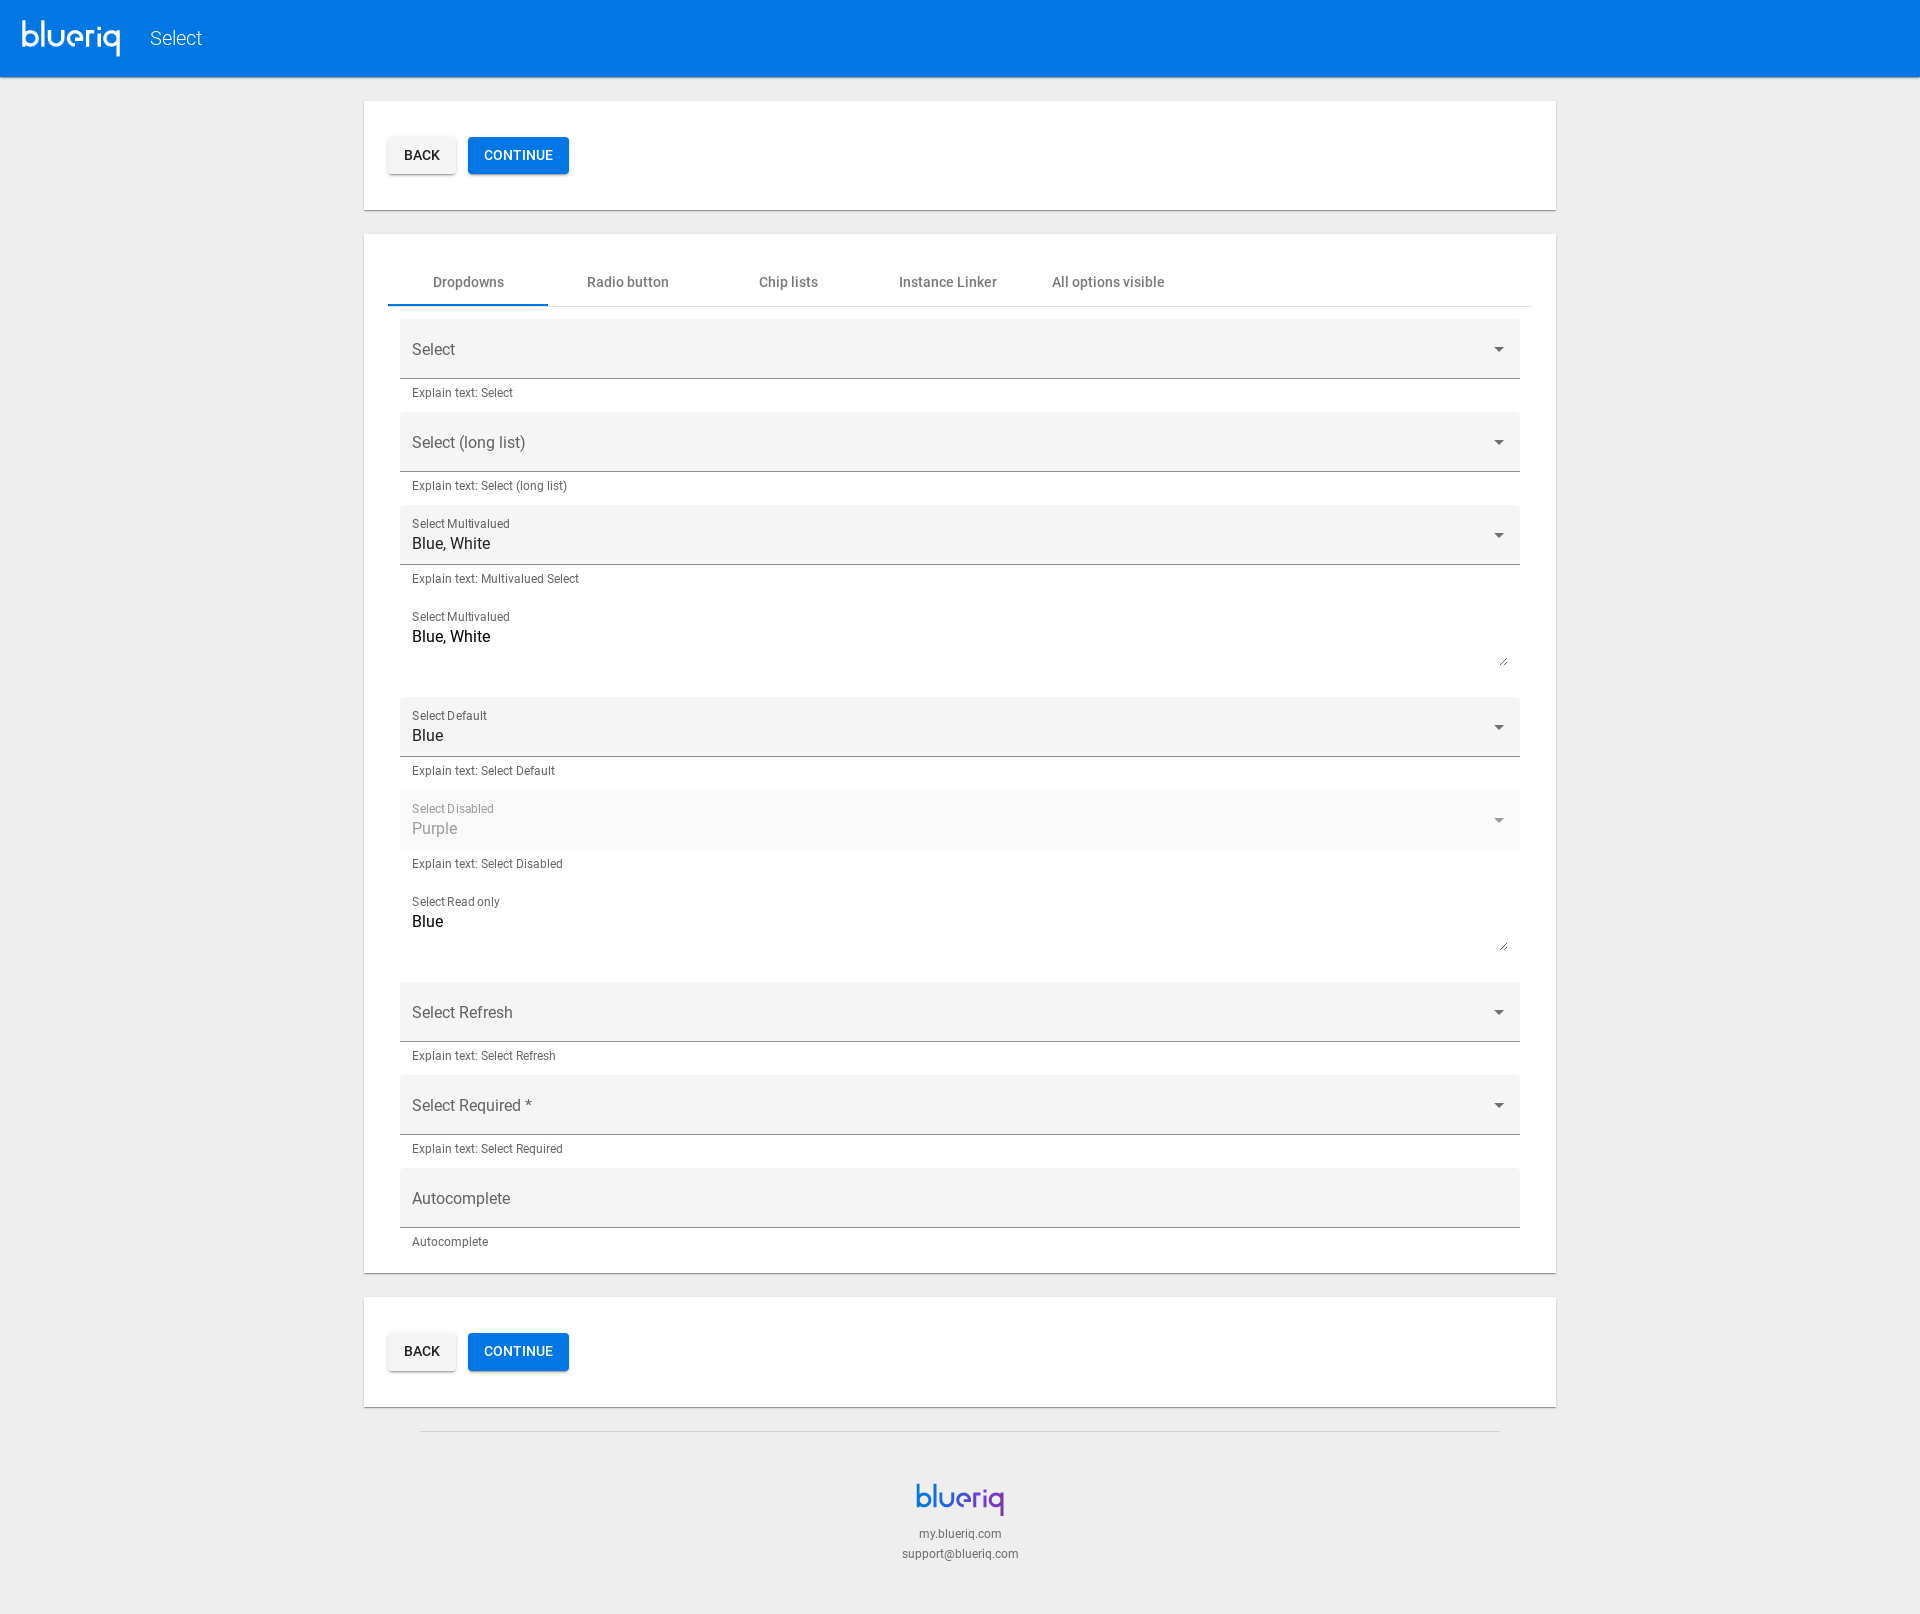 blueriq Select
BACK CONTINUE
Dropdowns Radio button Chip lists Instance Linker All options visible
Select
Explain text: Select
Select (long list)
Explain text: Select (long list)
Select Multivalued
Blue, White
Explain text: Multivalued Select
Select Multivalued
Blue, White
Select Default
Blue
Explain text: Select Default
Select Disabled
Purple
Explain text: Select Disabled
Select Read only
Blue
Select Refresh
Explain text: Select Refresh
Select Required *
Explain text: Select Required
Autocomplete
Autocomplete
BACK CONTINUE
blueriq
my.blueriq.com
support@blueriq.com